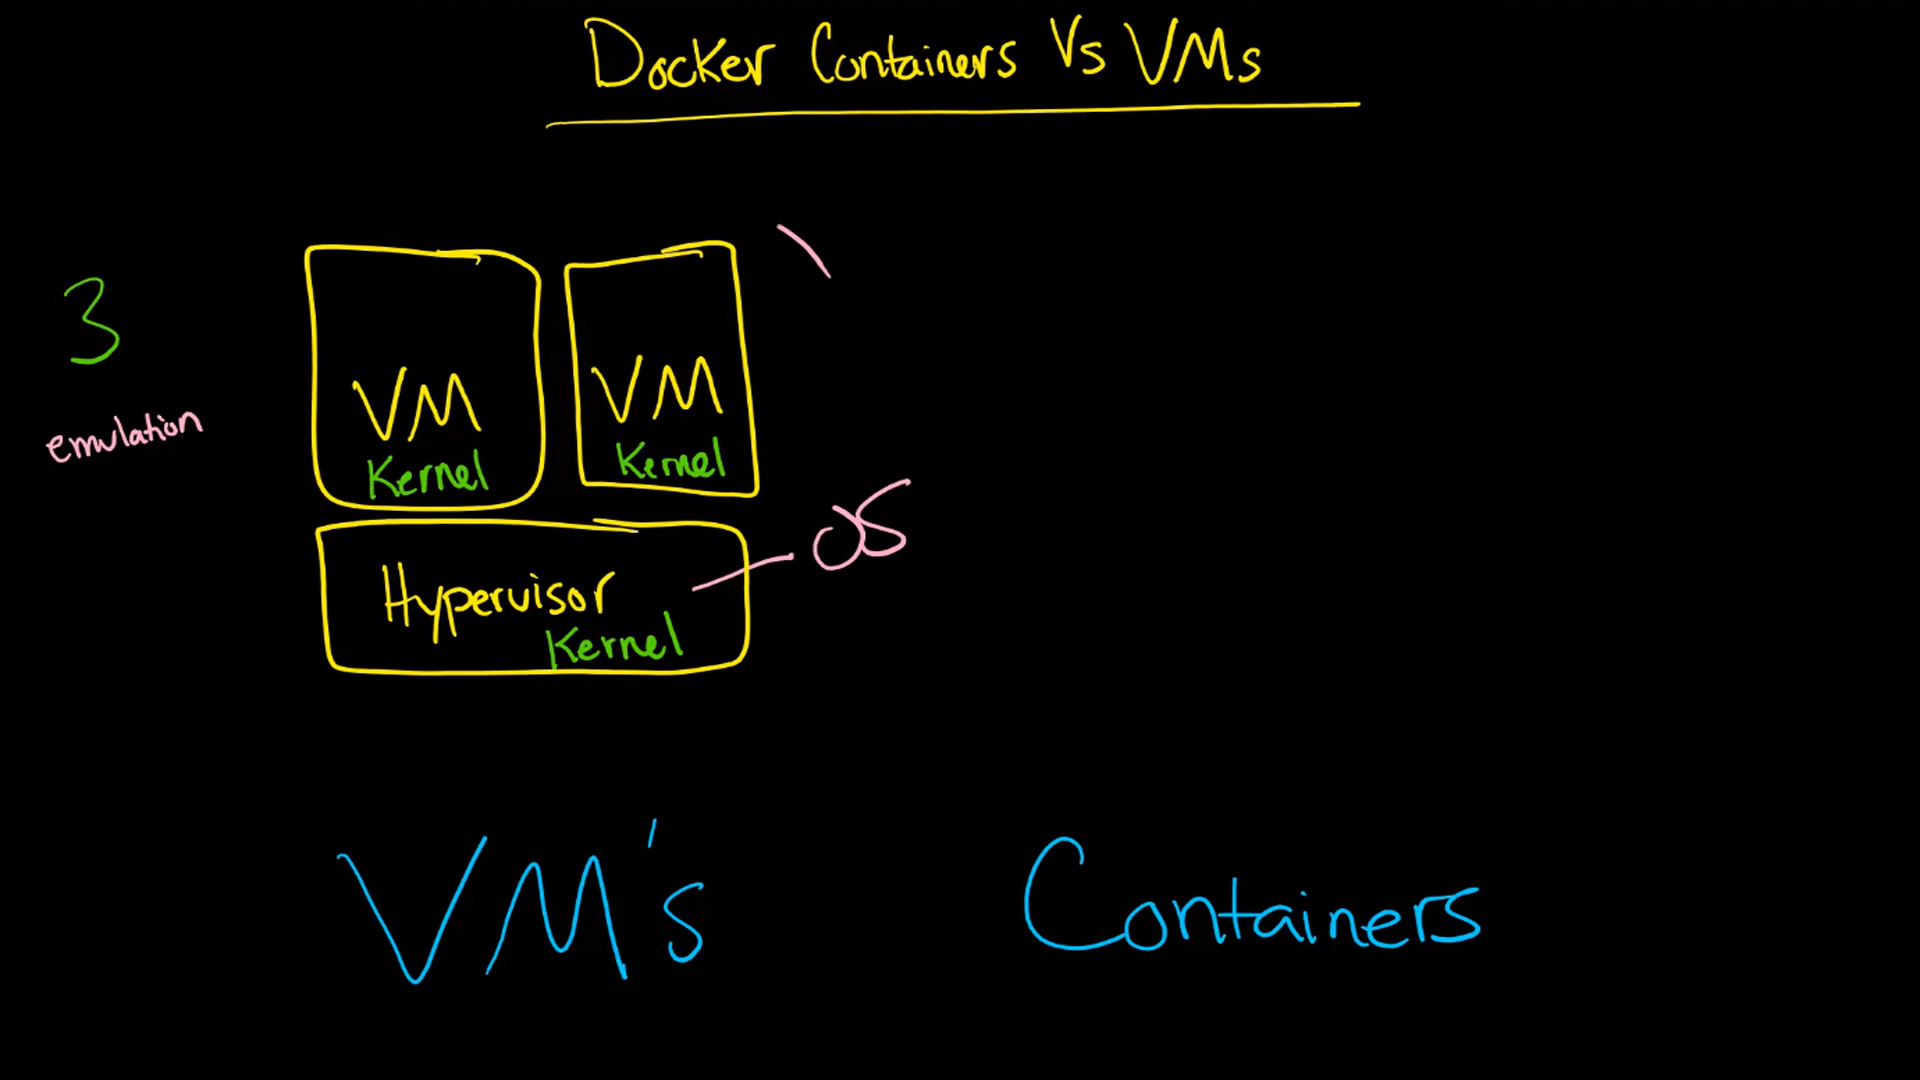 Docker Containers Vs VMs
3
emulation
VM
Kernel
VM
Kernel
OS
Hypervisor
Kernel
VM's
Containers